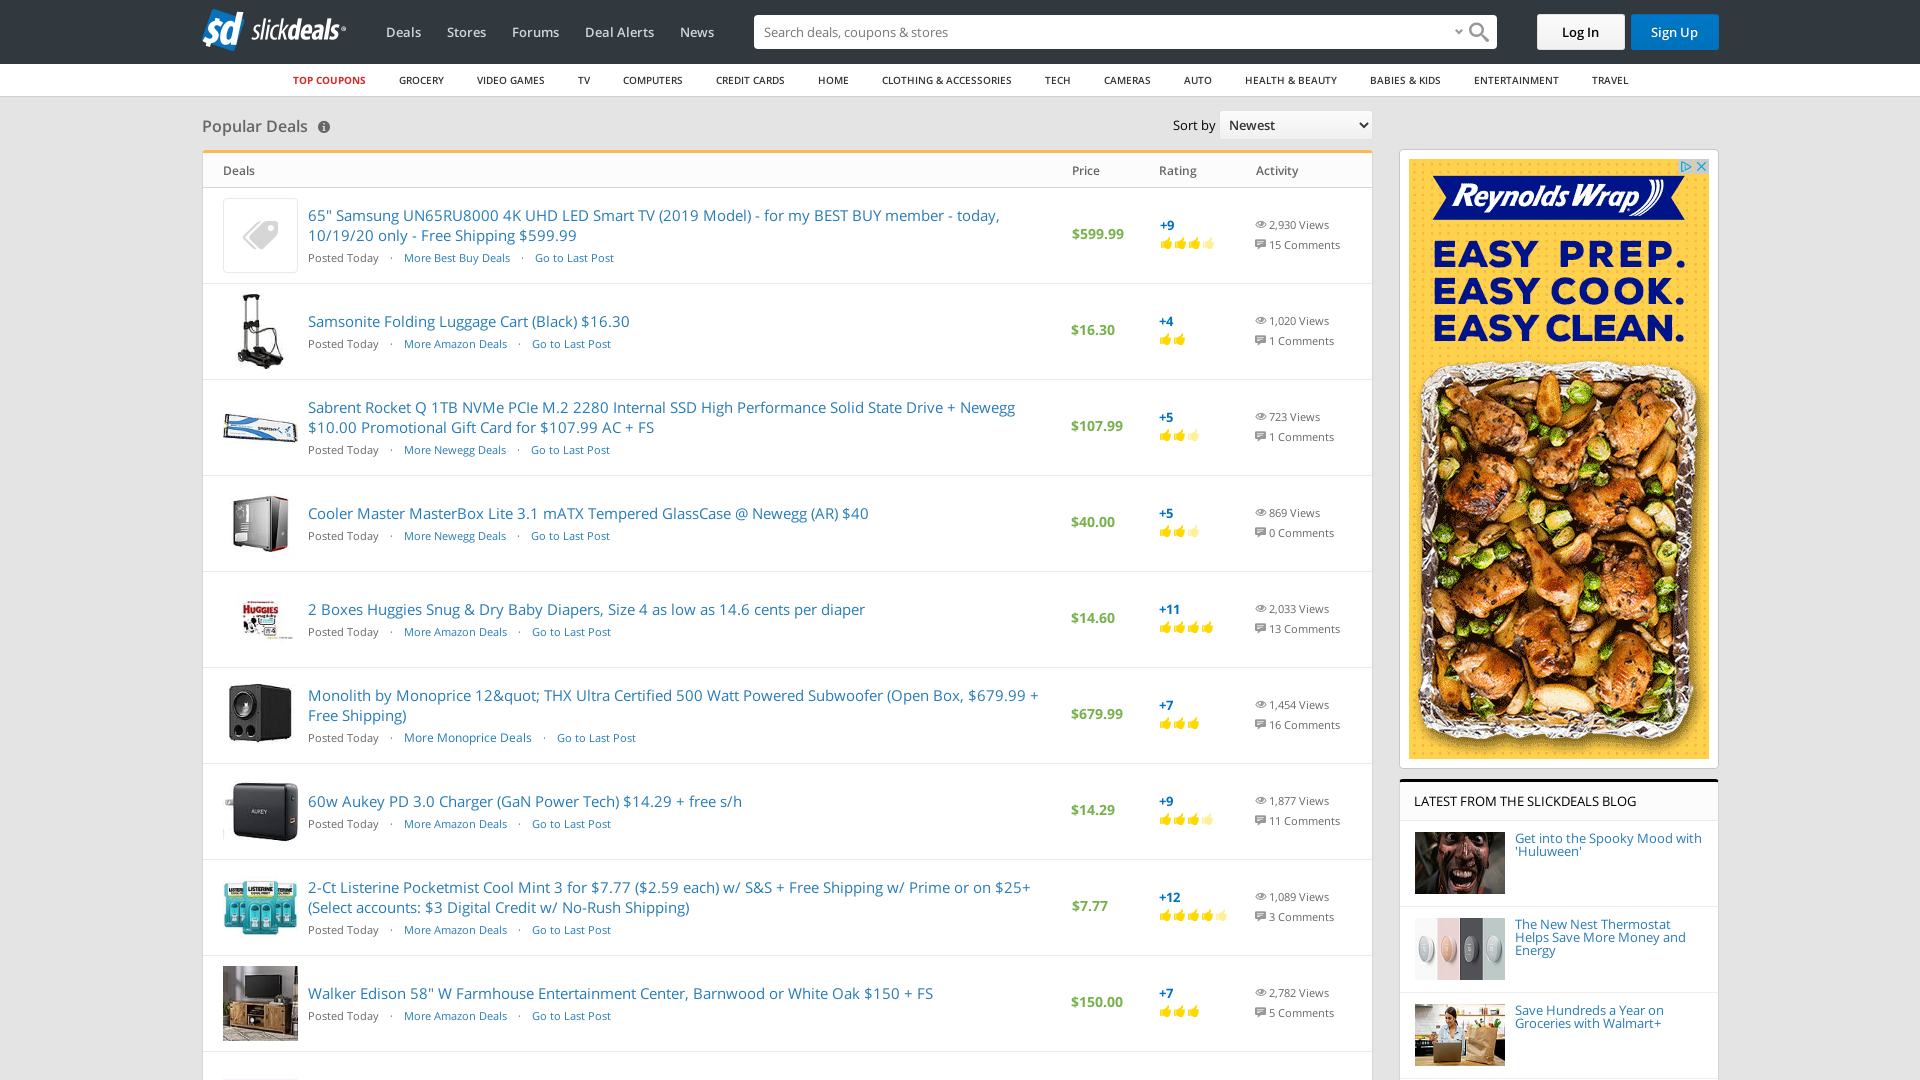 sd slickdeals
Deals Stores Forums Deal Alerts News
Search deals, coupons & stores
Log In Sign Up
TOP COUPONS GROCERY VIDEO GAMES TV COMPUTERS CREDIT CARDS HOME CLOTHING & ACCESSORIES TECH CAMERAS AUTO HEALTH & BEAUTY BABIES & KIDS ENTERTAINMENT TRAVEL
Popular Deals
Sort by Newest
Deals Price Rating Activity
65" Samsung UN65RU8000 4K UHD LED Smart TV (2019 Model) - for my BEST BUY member - today,
10/19/20 only - Free Shipping $599.99
Posted Today · More Best Buy Deals · Go to Last Post
$599.99
+9
2,930 Views
15 Comments
Samsonite Folding Luggage Cart (Black) $16.30
Posted Today · More Amazon Deals · Go to Last Post
$16.30
+4
1,020 Views
1 Comments
Sabrent Rocket Q 1TB NVMe PCIe M.2 2280 Internal SSD High Performance Solid State Drive + Newegg
$10.00 Promotional Gift Card for $107.99 AC + FS
Posted Today · More Newegg Deals · Go to Last Post
$107.99
+5
723 Views
1 Comments
Cooler Master MasterBox Lite 3.1 mATX Tempered GlassCase @ Newegg (AR) $40
Posted Today · More Newegg Deals · Go to Last Post
$40.00
+5
869 Views
0 Comments
HUGGIES
2 Boxes Huggies Snug & Dry Baby Diapers, Size 4 as low as 14.6 cents per diaper
Posted Today · More Amazon Deals · Go to Last Post
$14.60
+11
2,033 Views
13 Comments
Monolith by Monoprice 12&quot; THX Ultra Certified 500 Watt Powered Subwoofer (Open Box, $679.99 +
Free Shipping)
Posted Today · More Monoprice Deals · Go to Last Post
$679.99
+7
1,454 Views
16 Comments
AUKEY
60w Aukey PD 3.0 Charger (GaN Power Tech) $14.29 + free s/h
Posted Today · More Amazon Deals · Go to Last Post
$14.29
+9
1,877 Views
11 Comments
LISTERINE
2-Ct Listerine Pocketmist Cool Mint 3 for $7.77 ($2.59 each) w/ S&S + Free Shipping w/ Prime or on $25+
(Select accounts: $3 Digital Credit w/ No-Rush Shipping)
Posted Today · More Amazon Deals · Go to Last Post
$7.77
+12
1,089 Views
3 Comments
Walker Edison 58" W Farmhouse Entertainment Center, Barnwood or White Oak $150 + FS
Posted Today · More Amazon Deals · Go to Last Post
$150.00
+7
2,782 Views
5 Comments
Reynolds Wrap
EASY PREP.
EASY COOK.
EASY CLEAN.
LATEST FROM THE SLICKDEALS BLOG
Get into the Spooky Mood with
'Huluween'
The New Nest Thermostat
Helps Save More Money and
Energy
Save Hundreds a Year on
Groceries with Walmart+